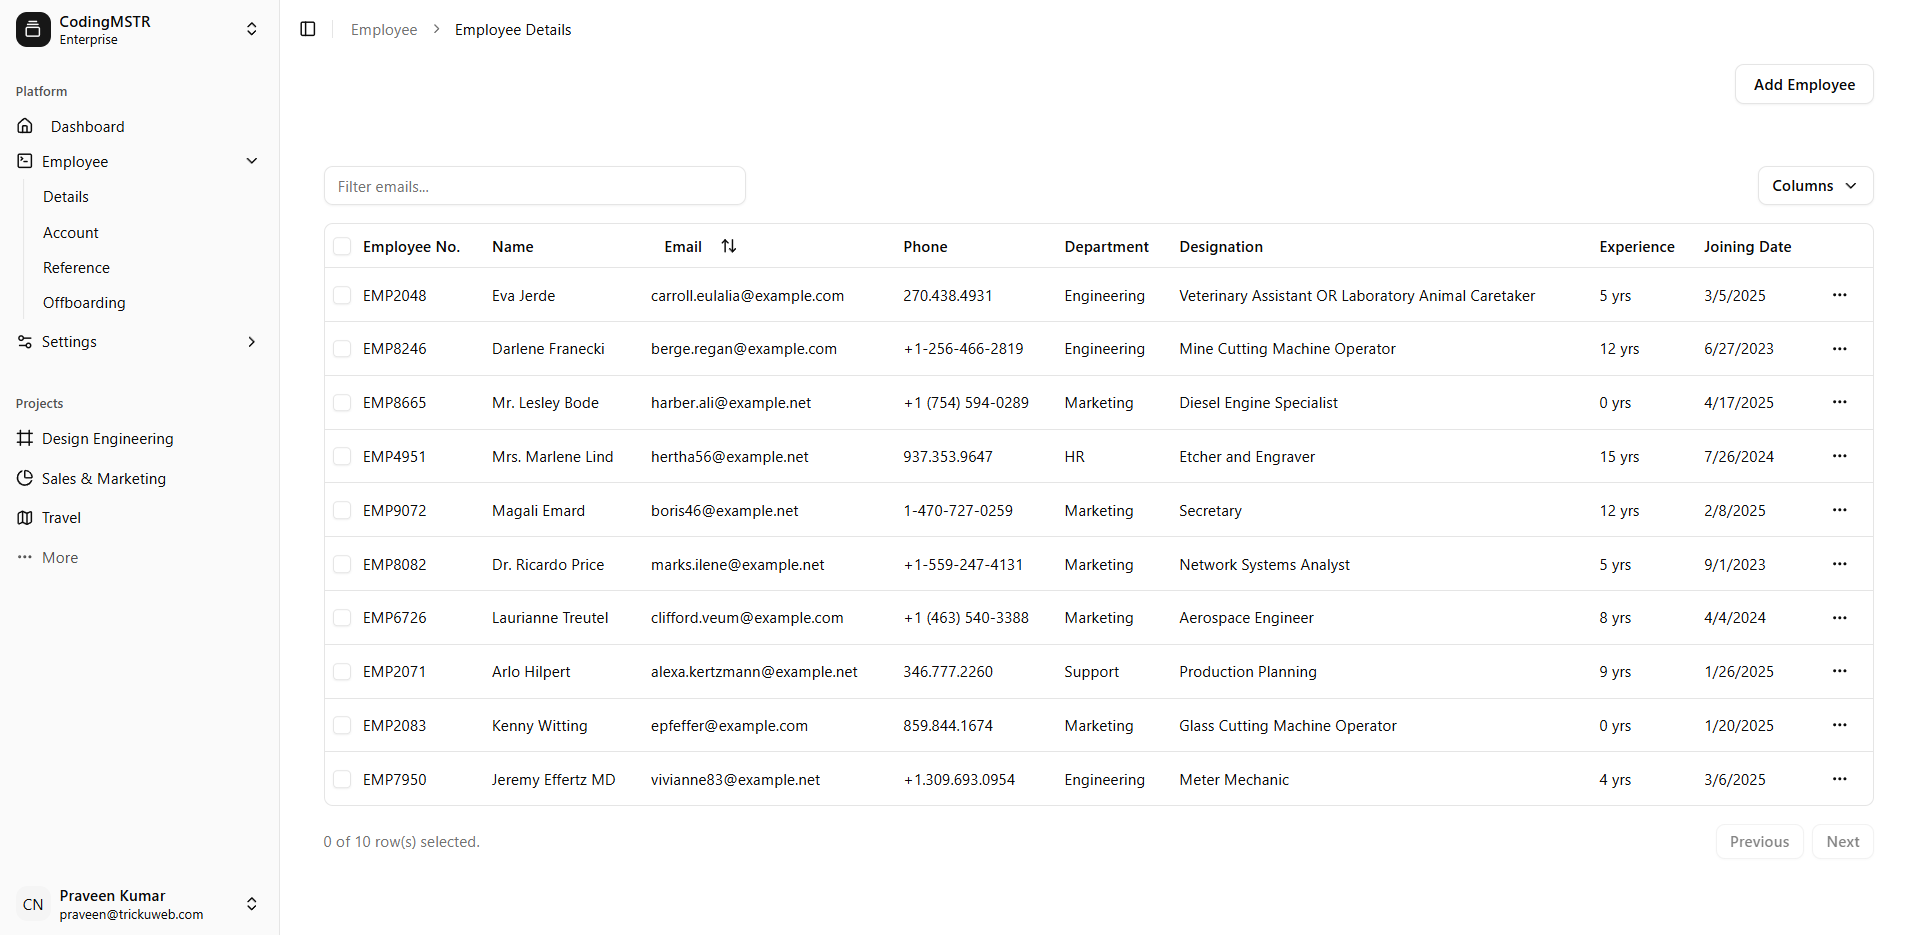 CodingMSTR
Enterprise
Platform
Dashboard
Employee
Details
Account
Reference
Offboarding
Settings
Projects
Design Engineering
Sales & Marketing
Travel
More
CN
Praveen Kumar
praveen@trickuweb.com
Employee Employee Details
Add Employee
Filter emails...
Columns
Employee No. Name Email Phone Department Designation Experience Joining Date
EMP2048 Eva Jerde carroll.eulalia@example.com 270.438.4931 Engineering Veterinary Assistant OR Laboratory Animal Caretaker 5 yrs 3/5/2025
EMP8246 Darlene Franecki berge.regan@example.com +1-256-466-2819 Engineering Mine Cutting Machine Operator 12 yrs 6/27/2023
EMP8665 Mr. Lesley Bode harber.ali@example.net +1 (754) 594-0289 Marketing Diesel Engine Specialist 0 yrs 4/17/2025
EMP4951 Mrs. Marlene Lind hertha56@example.net 937.353.9647 HR Etcher and Engraver 15 yrs 7/26/2024
EMP9072 Magali Emard boris46@example.net 1-470-727-0259 Marketing Secretary 12 yrs 2/8/2025
EMP8082 Dr. Ricardo Price marks.ilene@example.net +1-559-247-4131 Marketing Network Systems Analyst 5 yrs 9/1/2023
EMP6726 Laurianne Treutel clifford.veum@example.com +1 (463) 540-3388 Marketing Aerospace Engineer 8 yrs 4/4/2024
EMP2071 Arlo Hilpert alexa.kertzmann@example.net 346.777.2260 Support Production Planning 9 yrs 1/26/2025
EMP2083 Kenny Witting epfeffer@example.com 859.844.1674 Marketing Glass Cutting Machine Operator 0 yrs 1/20/2025
EMP7950 Jeremy Effertz MD vivianne83@example.net +1.309.693.0954 Engineering Meter Mechanic 4 yrs 3/6/2025
0 of 10 row(s) selected.
Previous Next